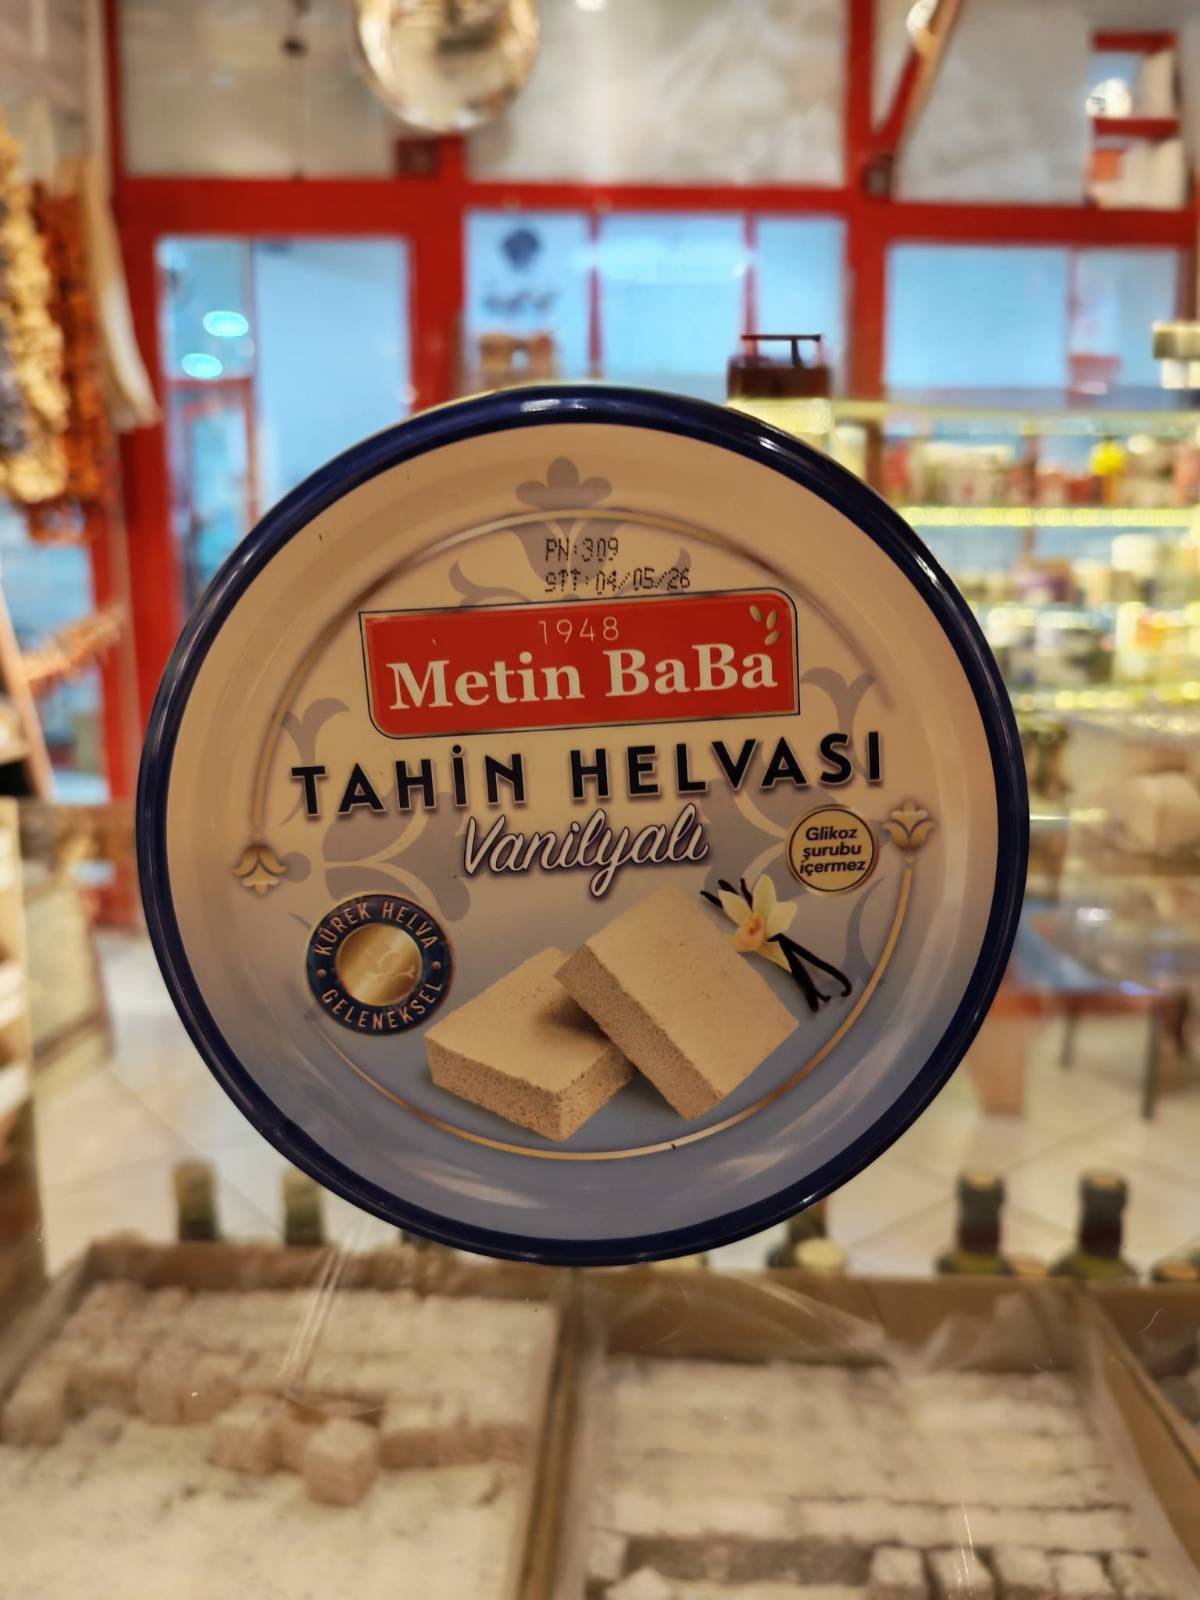 PN:309
STT:04/05/26
1948
Metin BaBa
TAHİN HELVASI
Vanilyalı
Glikoz
şurubu
içermez
KÜREK HELVA
GELENEKSEL